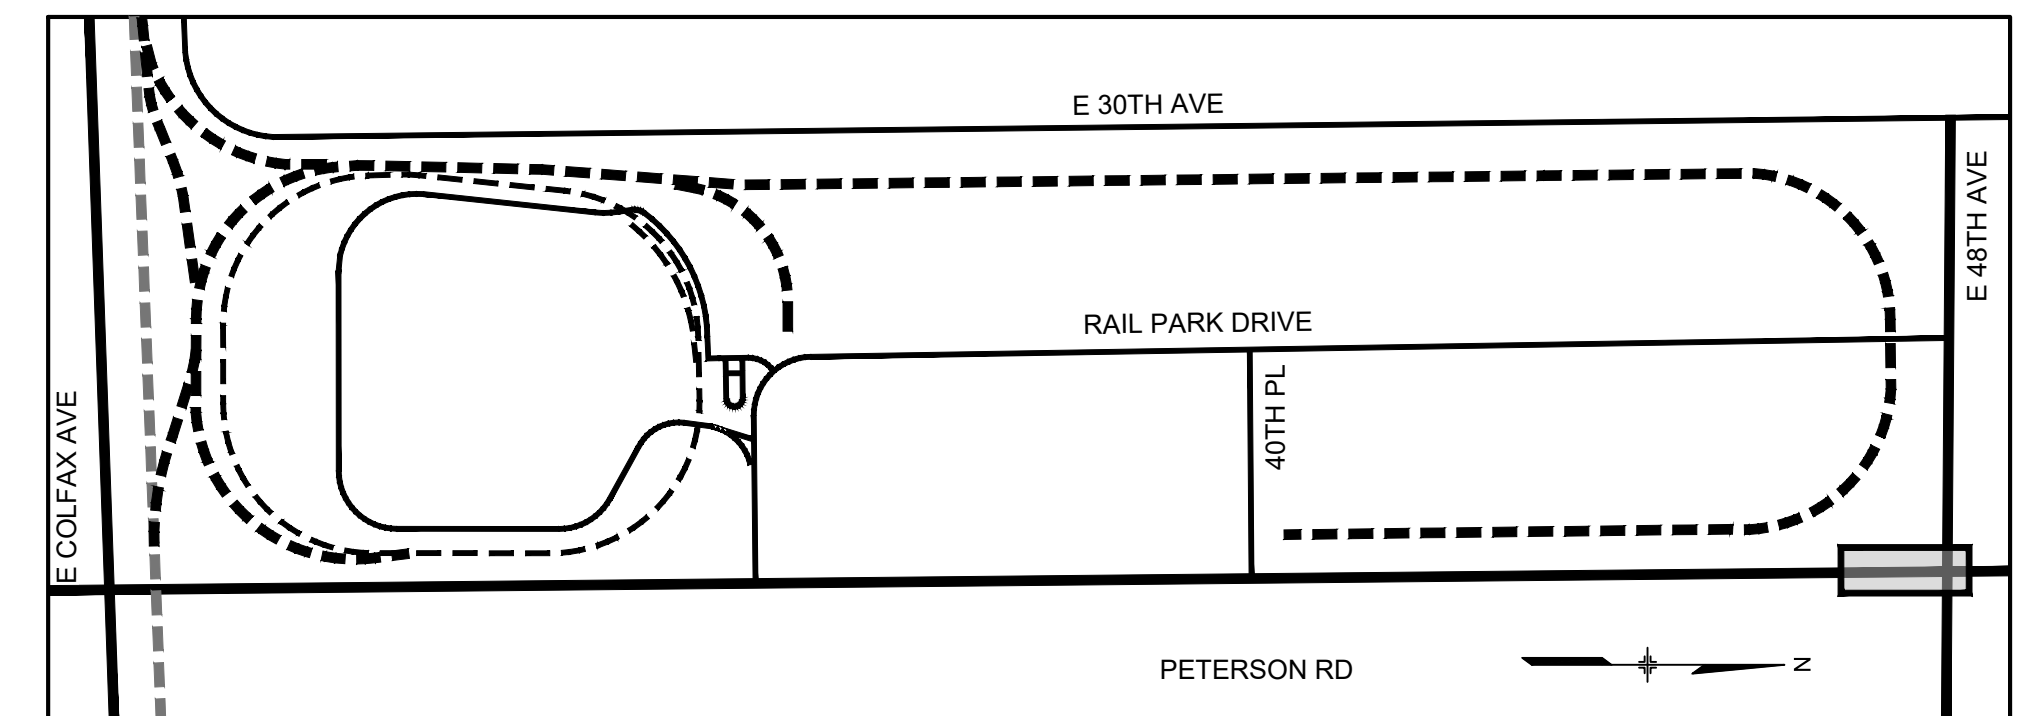 E 30TH AVE
E 48TH AVE
RAIL PARK DRIVE
40TH PL
E COLFAX AVE
PETERSON RD
N